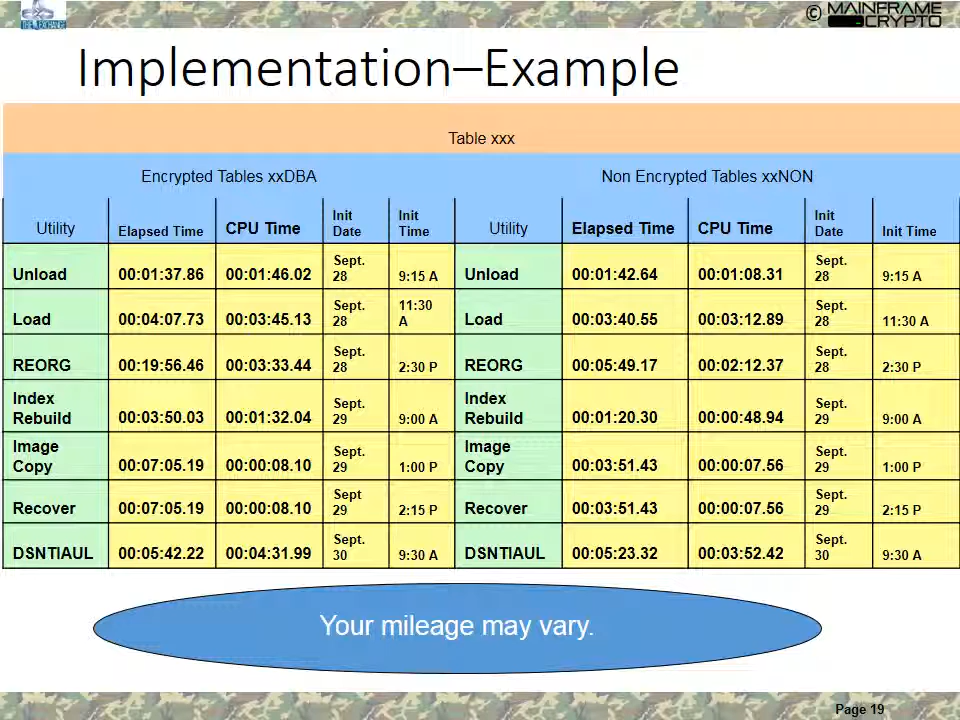 © MAINFRAME
CRYPTO
Implementation–Example
Table xxx
Encrypted Tables xxDBA Non Encrypted Tables xxNON
Utility Elapsed Time CPU Time Init Date Init Time Utility Elapsed Time CPU Time Init Date Init Time
Unload 00:01:37.86 00:01:46.02 Sept. 28 9:15 A Unload 00:01:42.64 00:01:08.31 Sept. 28 9:15 A
Load 00:04:07.73 00:03:45.13 Sept. 28 11:30 A Load 00:03:40.55 00:03:12.89 Sept. 28 11:30 A
REORG 00:19:56.46 00:03:33.44 Sept. 28 2:30 P REORG 00:05:49.17 00:02:12.37 Sept. 28 2:30 P
Index Rebuild 00:03:50.03 00:01:32.04 Sept. 29 9:00 A Index Rebuild 00:01:20.30 00:00:48.94 Sept. 29 9:00 A
Image Copy 00:07:05.19 00:00:08.10 Sept. 29 1:00 P Image Copy 00:03:51.43 00:00:07.56 Sept. 29 1:00 P
Recover 00:07:05.19 00:00:08.10 Sept 29 2:15 P Recover 00:03:51.43 00:00:07.56 Sept. 29 2:15 P
DSNTIAUL 00:05:42.22 00:04:31.99 Sept. 30 9:30 A DSNTIAUL 00:05:23.32 00:03:52.42 Sept. 30 9:30 A
Your mileage may vary.
Page 19